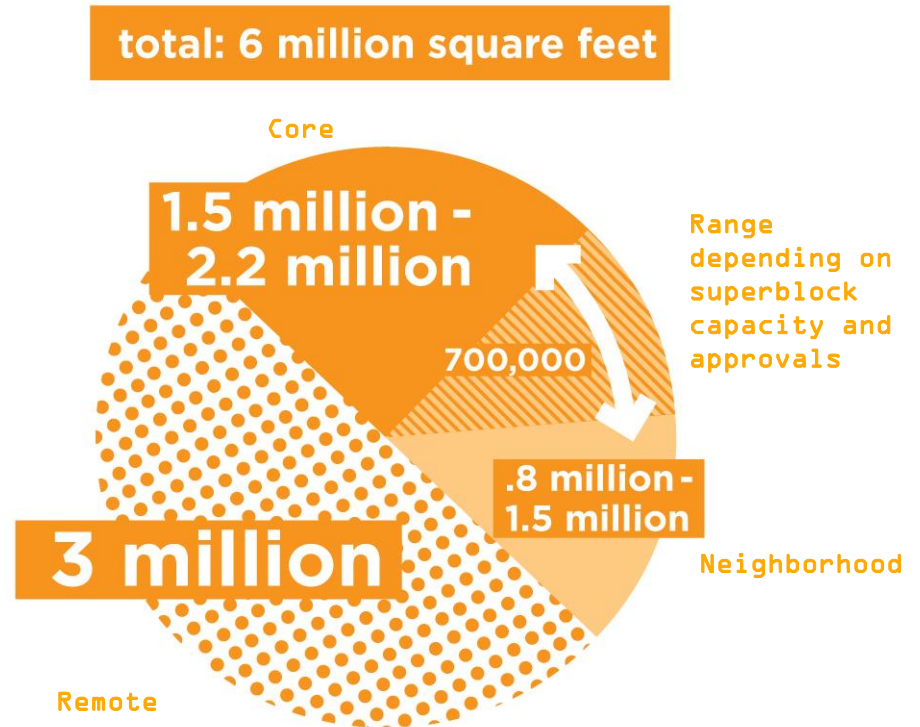 total: 6 million square feet
Core
1.5 million -
2.2 million
Range
depending on
superblock
capacity and
approvals
700,000
.8 million -
1.5 million
3 million
Neighborhood
Remote